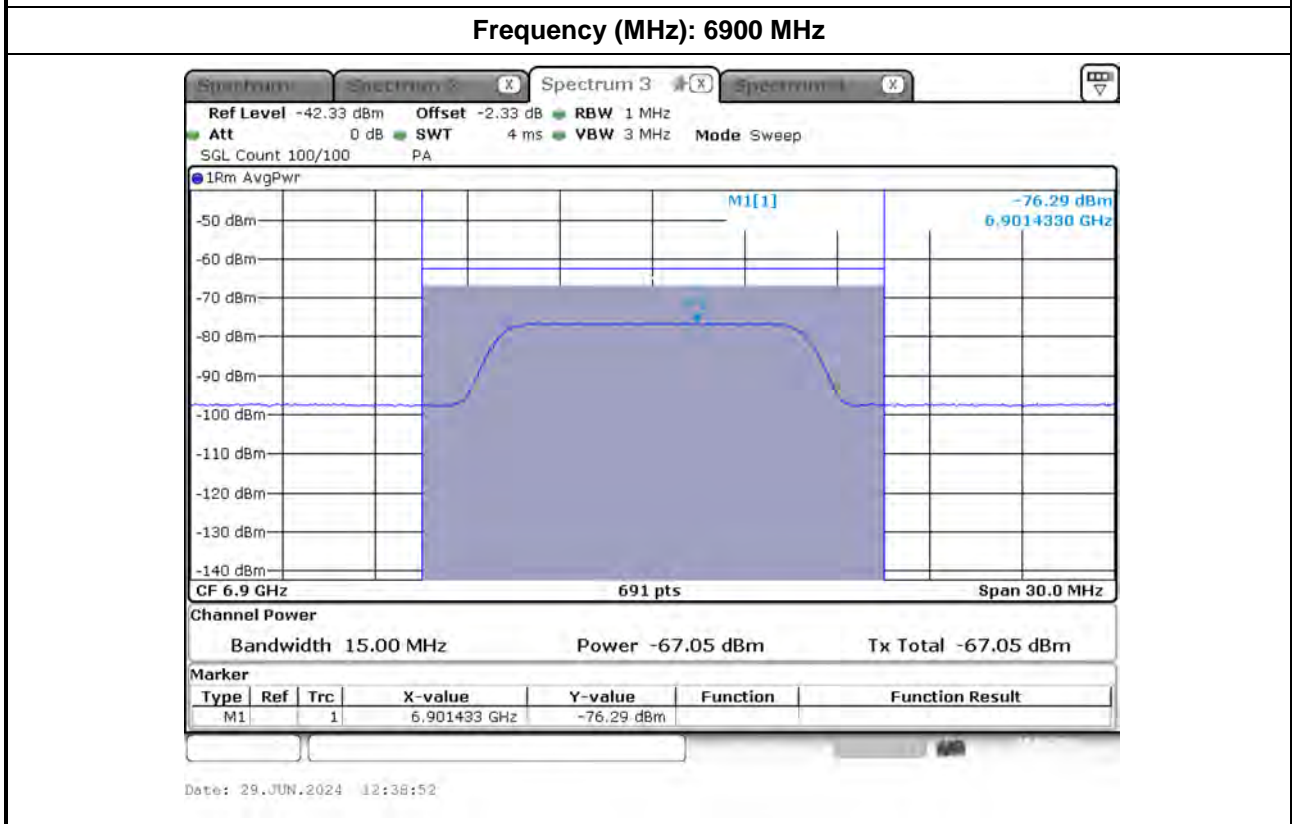 Frequency (MHz): 6900 MHz
Spectrum 3
Ref Level -42.33 dBm Offset -2.33 dB RBW 1 MHz
Att 0 dB SWT 4 ms VBW 3 MHz Mode Sweep
SGL Count 100/100 PA
1Rm AvgPwr
M1[1] -76.29 dBm
6.9014330 GHz
-50 dBm
-60 dBm
-70 dBm
-80 dBm
-90 dBm
-100 dBm
-110 dBm
-120 dBm
-130 dBm
-140 dBm
CF 6.9 GHz 691 pts Span 30.0 MHz
Channel Power
Bandwidth 15.00 MHz Power -67.05 dBm Tx Total -67.05 dBm
Marker
Type Ref Trc X-value Y-value Function Function Result
M1 1 6.901433 GHz -76.29 dBm
Date: 29.JUN.2024 12:38:52